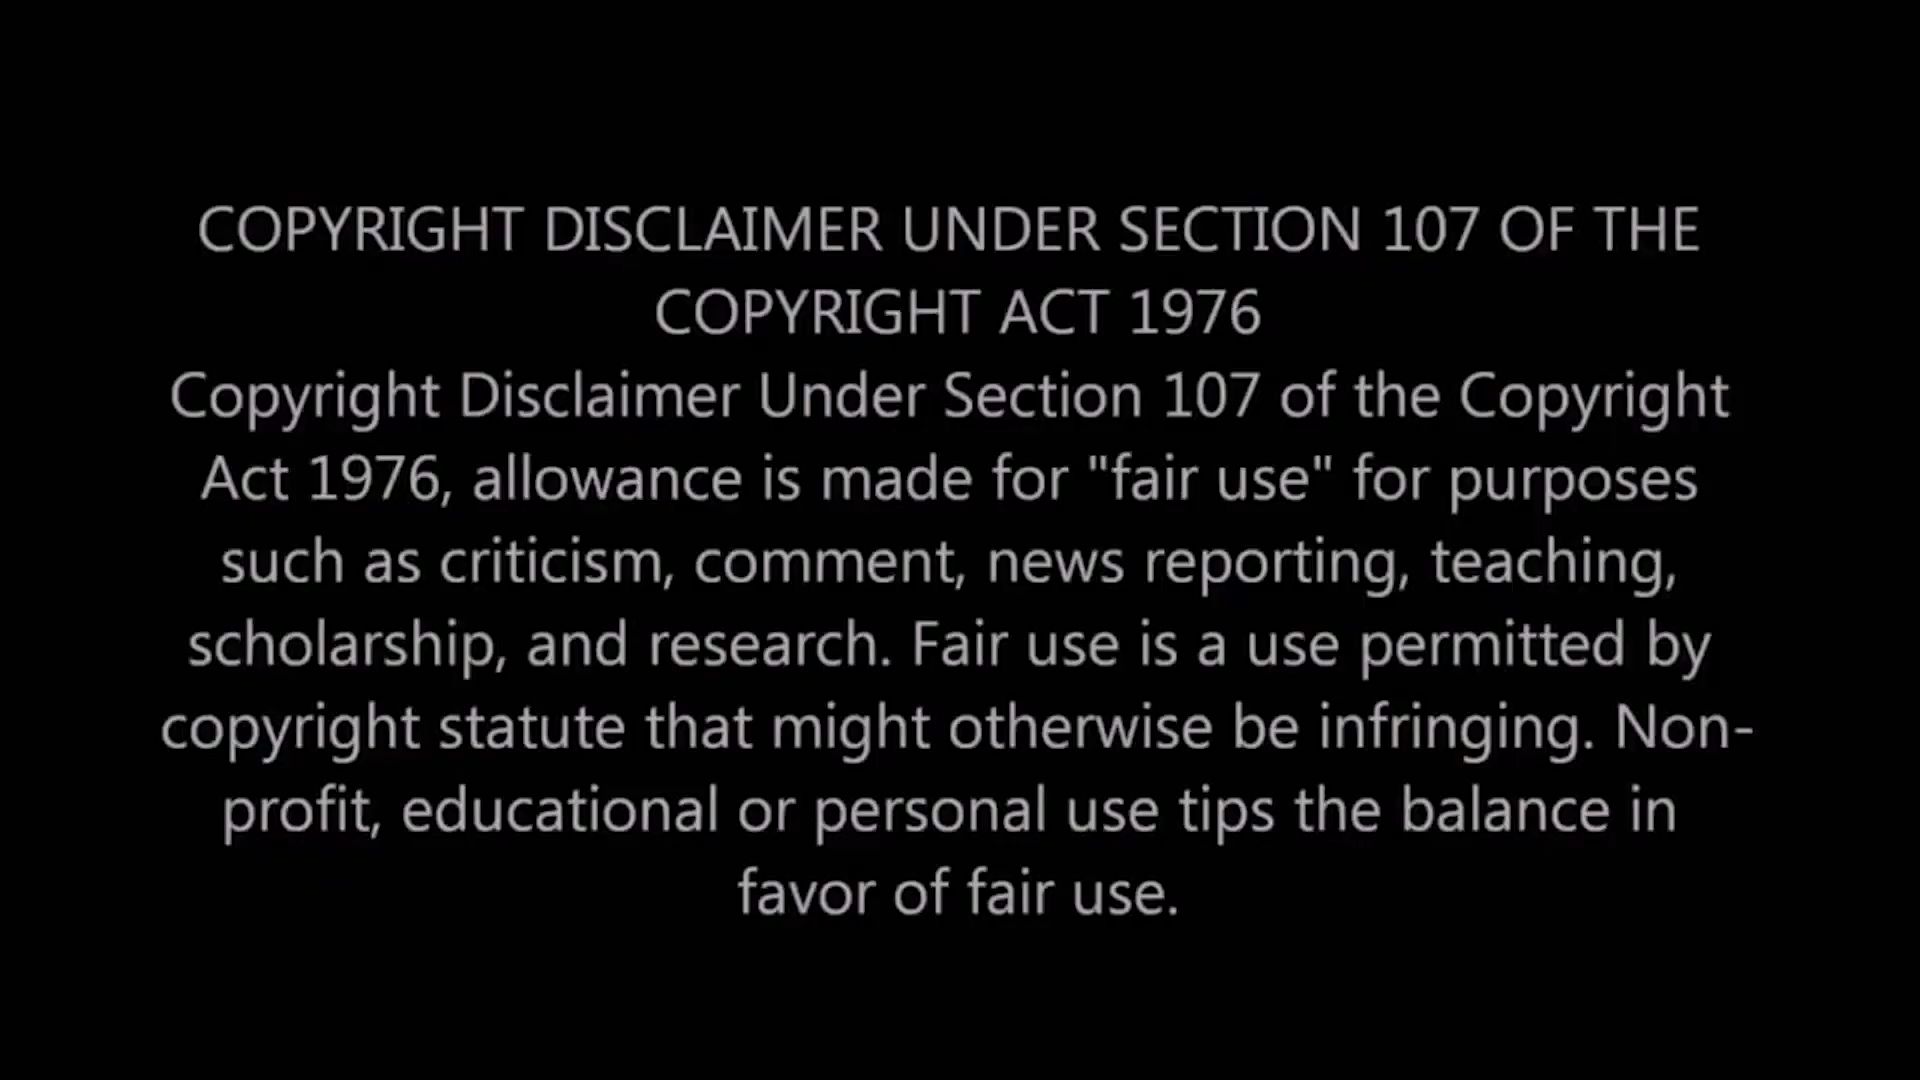 COPYRIGHT DISCLAIMER UNDER SECTION 107 OF THE
COPYRIGHT ACT 1976
Copyright Disclaimer Under Section 107 of the Copyright
Act 1976, allowance is made for "fair use" for purposes
such as criticism, comment, news reporting, teaching,
scholarship, and research. Fair use is a use permitted by
copyright statute that might otherwise be infringing. Non-
profit, educational or personal use tips the balance in
favor of fair use.